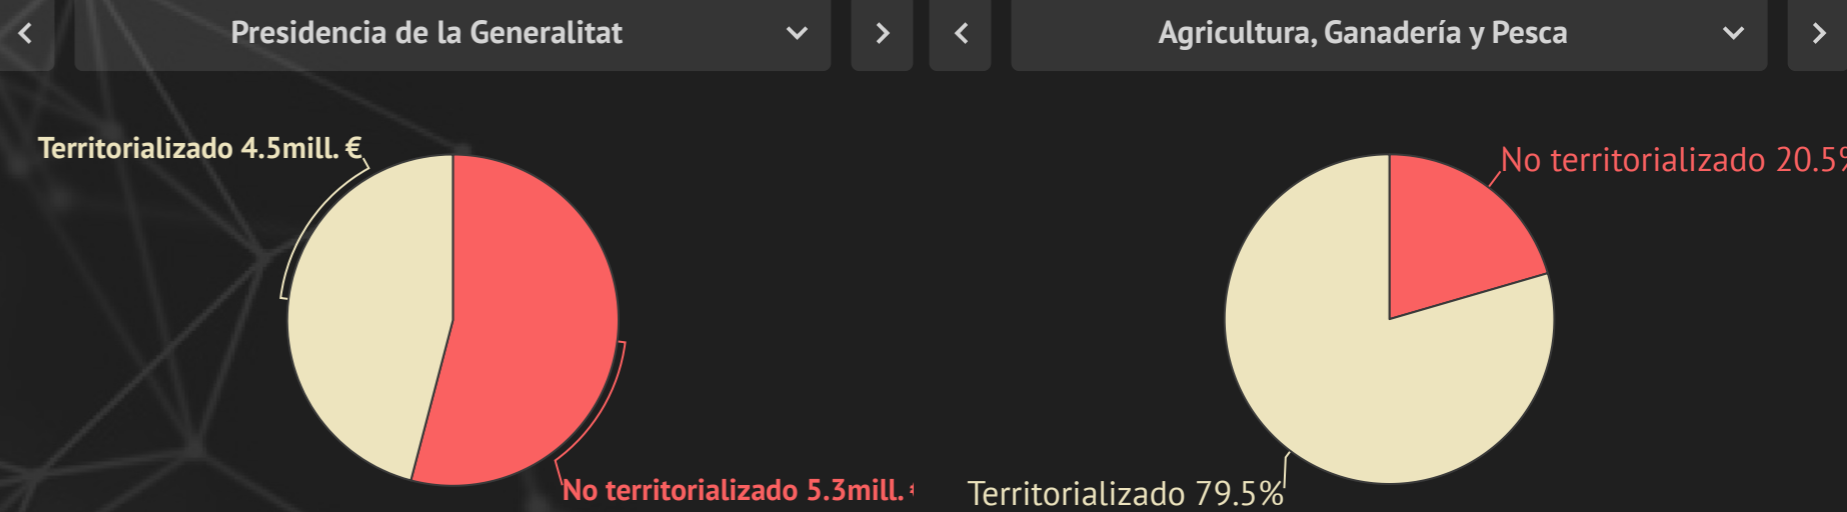 Presidencia de la Generalitat
Agricultura, Ganadería y Pesca
Territorializado 4.5mill. €
No territorializado 5.3mill.
No territorializado 20.5%
Territorializado 79.5%